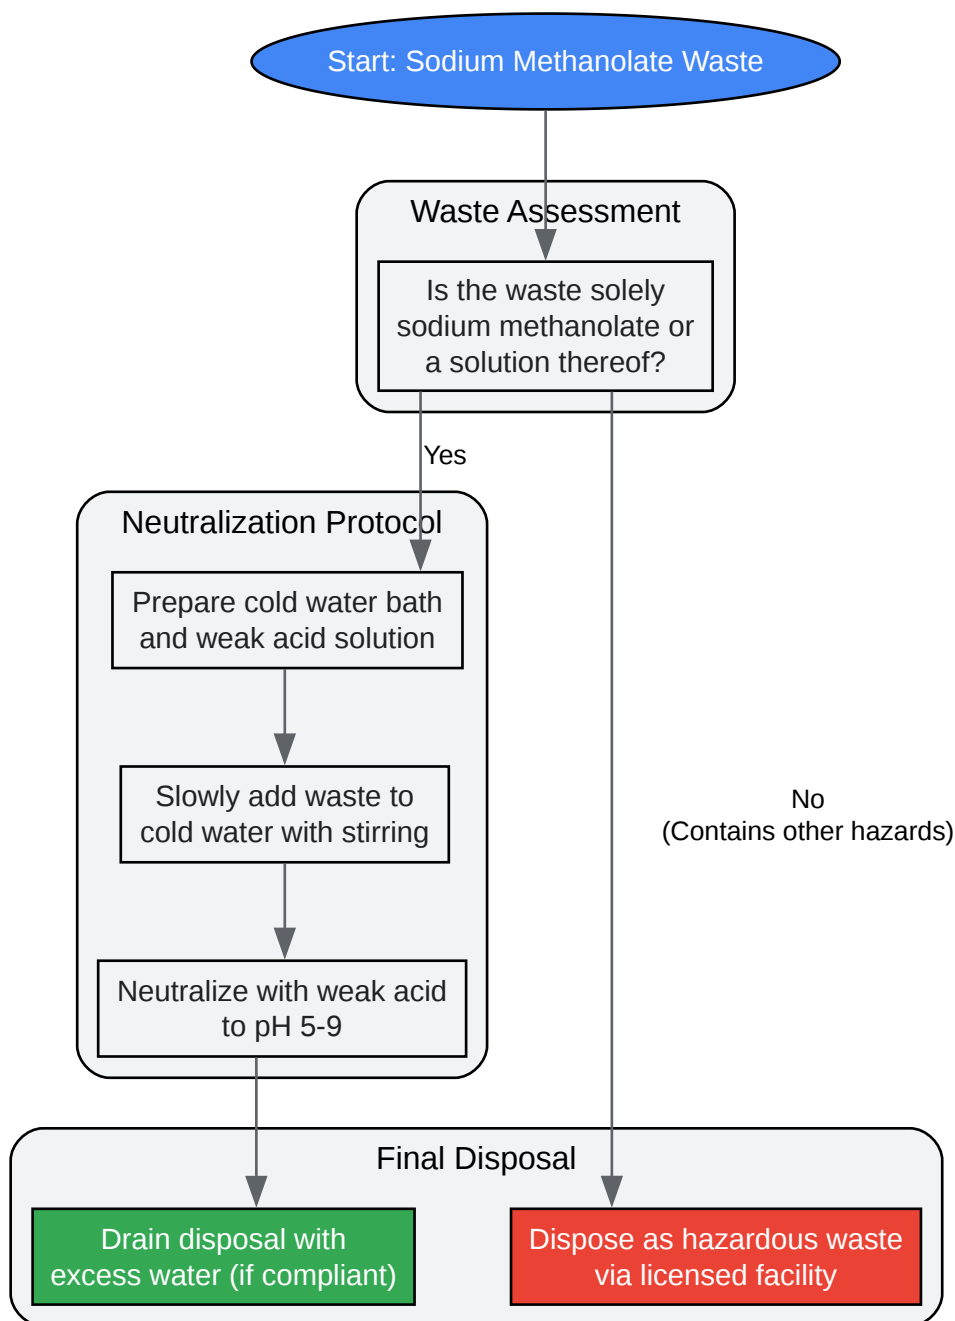 Start: Sodium Methanolate Waste
Waste Assessment
Is the waste solely
sodium methanolate or
a solution thereof?
Yes
Neutralization Protocol
Prepare cold water bath
and weak acid solution
Slowly add waste to
cold water with stirring
No
(Contains other hazards)
Neutralize with weak acid
to pH 5-9
Final Disposal
Drain disposal with
excess water (if compliant)
Dispose as hazardous waste
via licensed facility